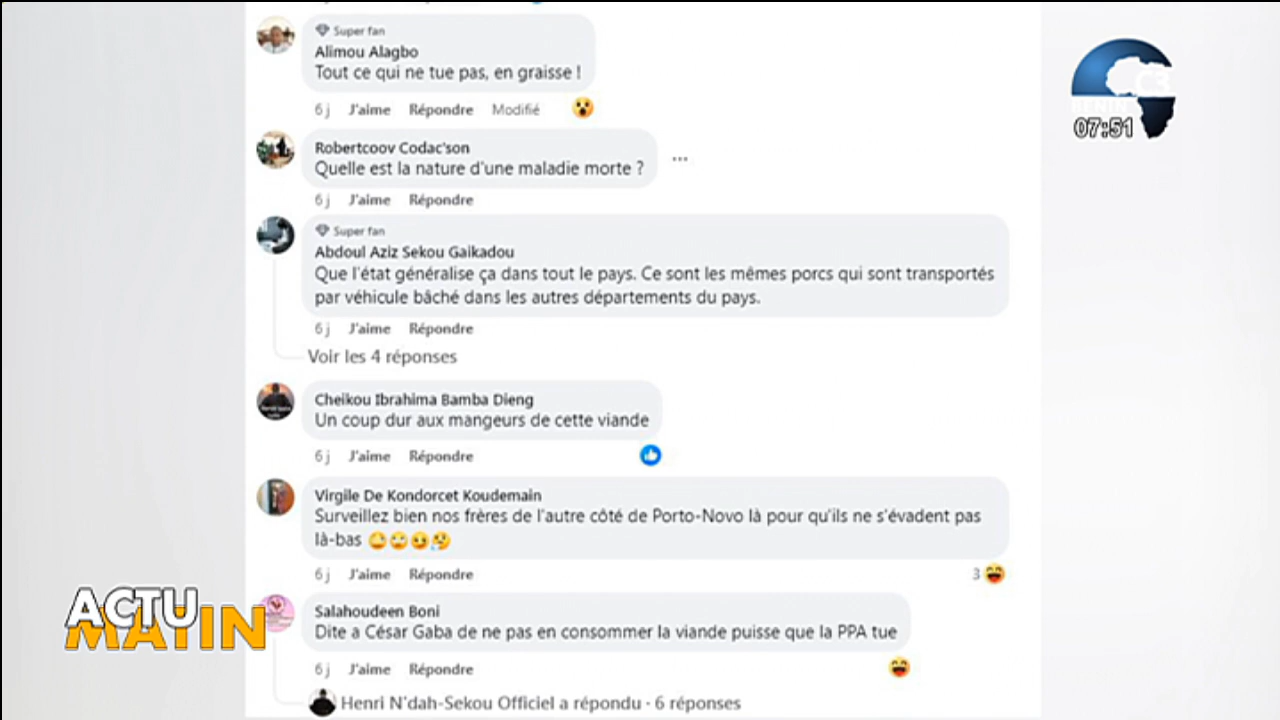 Super fan
Alimou Alagbo
Tout ce qui ne tue pas, en graisse !
6 j J'aime Répondre Modifié
Robertcoov Codac'son
Quelle est la nature d'une maladie morte ?
6 j J'aime Répondre
Super fan
Abdoul Aziz Sekou Gaikadou
Que l'état généralise ça dans tout le pays. Ce sont les mêmes porcs qui sont transportés
par véhicule bâché dans les autres départements du pays.
6 j J'aime Répondre
Voir les 4 réponses
Cheikou Ibrahima Bamba Dieng
Un coup dur aux mangeurs de cette viande
6 j J'aime Répondre
Virgile De Kondorcet Koudemain
Surveillez bien nos frères de l'autre côté de Porto-Novo là pour qu'ils ne s'évadent pas
là-bas 
6 j J'aime Répondre 3
Salahoudeen Boni
Dite a César Gaba de ne pas en consommer la viande puisse que la PPA tue
6 j J'aime Répondre
Henri N'dah-Sekou Officiel a répondu · 6 réponses
C3
BENIN
07:51
ACTU
MATIN